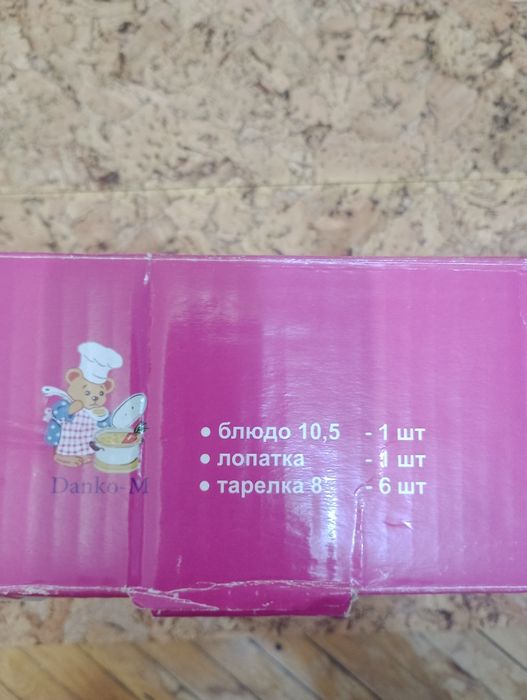 • блюдо 10,5 - 1 шт
• лопатка - 1 шт
• тарелка 8 - 6 шт
Danko-M